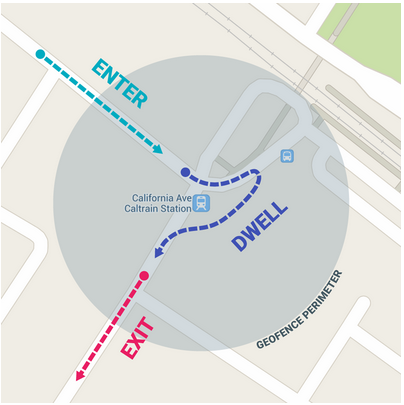 ENTER
California Ave
Caltrain Station
DWELL
GEOFENCE PERIMETER
EXIT